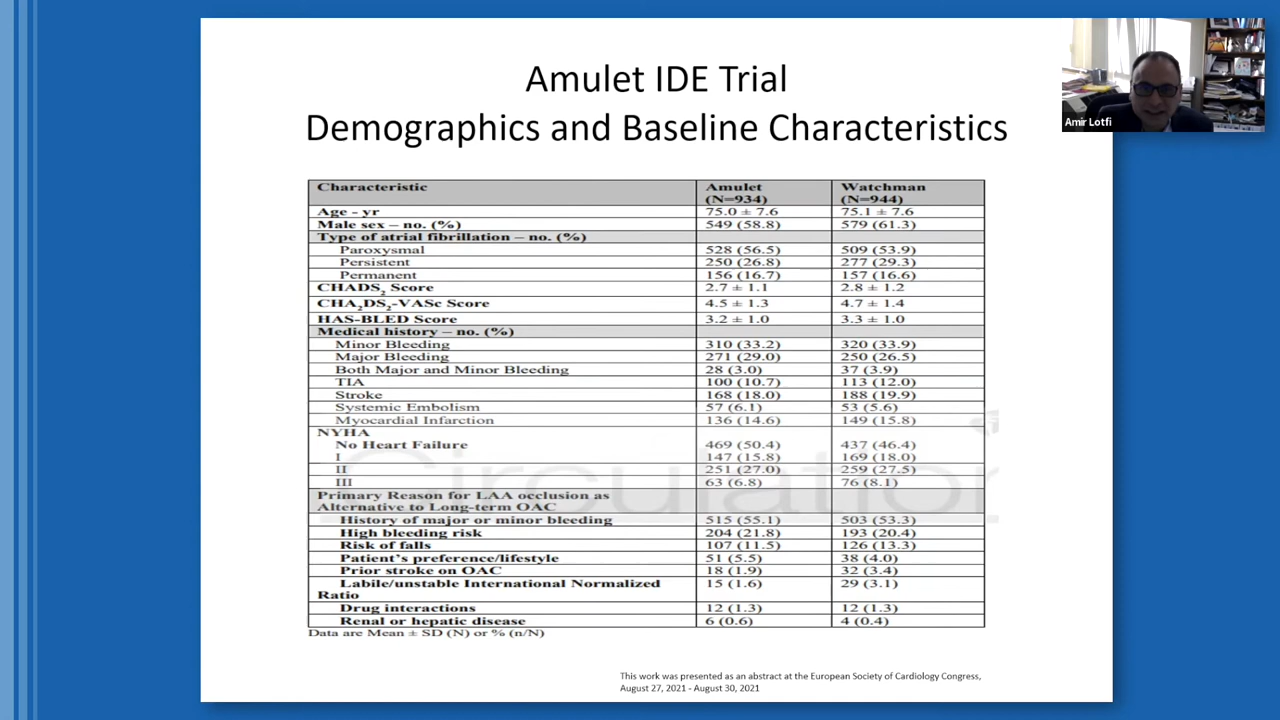 Amulet IDE Trial
Demographics and Baseline Characteristics
Amir Lotfi
Characteristic Amulet (N=934) Watchman (N=944)
Age - yr 75.0 ± 7.6 75.1 ± 7.6
Male sex – no. (%) 549 (58.8) 579 (61.3)
Type of atrial fibrillation – no. (%)
Paroxysmal 528 (56.5) 509 (53.9)
Persistent 250 (26.8) 277 (29.3)
Permanent 156 (16.7) 157 (16.6)
CHADS₂ Score 2.7 ± 1.1 2.8 ± 1.2
CHA₂DS₂-VASc Score 4.5 ± 1.3 4.7 ± 1.4
HAS-BLED Score 3.2 ± 1.0 3.3 ± 1.0
Medical history – no. (%)
Minor Bleeding 310 (33.2) 320 (33.9)
Major Bleeding 271 (29.0) 250 (26.5)
Both Major and Minor Bleeding 28 (3.0) 37 (3.9)
TIA 100 (10.7) 113 (12.0)
Stroke 168 (18.0) 188 (19.9)
Systemic Embolism 57 (6.1) 53 (5.6)
Myocardial Infarction 136 (14.6) 149 (15.8)
NYHA
No Heart Failure 469 (50.4) 437 (46.4)
I 147 (15.8) 169 (18.0)
II 251 (27.0) 259 (27.5)
III 63 (6.8) 76 (8.1)
Primary Reason for LAA occlusion as
Alternative to Long-term OAC
History of major or minor bleeding 515 (55.1) 503 (53.3)
High bleeding risk 204 (21.8) 193 (20.4)
Risk of falls 107 (11.5) 126 (13.3)
Patient's preference/lifestyle 51 (5.5) 38 (4.0)
Prior stroke on OAC 18 (1.9) 32 (3.4)
Labile/unstable International Normalized 15 (1.6) 29 (3.1)
Ratio
Drug interactions 12 (1.3) 12 (1.3)
Renal or hepatic disease 6 (0.6) 4 (0.4)
Data are Mean ± SD (N) or % (n/N)
Circulation
This work was presented as an abstract at the European Society of Cardiology Congress,
August 27, 2021 - August 30, 2021